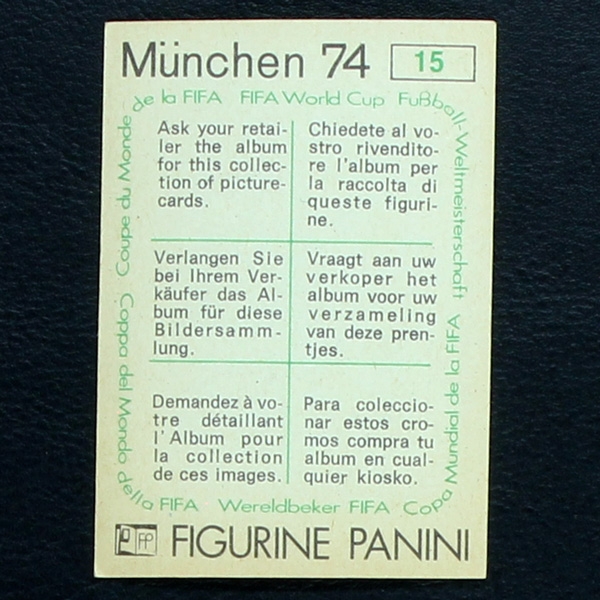 München 74 15
de la FIFA FIFA World Cup Fußball-Weltmeisterschaft
Ask your retai-
ler the album
for this collec-
tion of picture-
cards.
Chiedete al vo-
stro rivendito-
re l'album per
la raccolta di
queste figuri-
ne.
Verlangen Sie
bei Ihrem Ver-
käufer das Al-
bum für diese
Bildersamm-
lung.
Vraagt aan uw
verkoper het
album voor uw
verzameling
van deze pren-
tjes.
Demandez à vo-
tre détaillant
l'Album pour
la collection
de ces images.
Para coleccio-
nar estos cro-
mos compra tu
album en cual-
quier kiosko.
Coupe du Monde
Coppa del Mondo
Mundial de la FIFA
della FIFA Wereldbeker FIFA Copa
FP FIGURINE PANINI